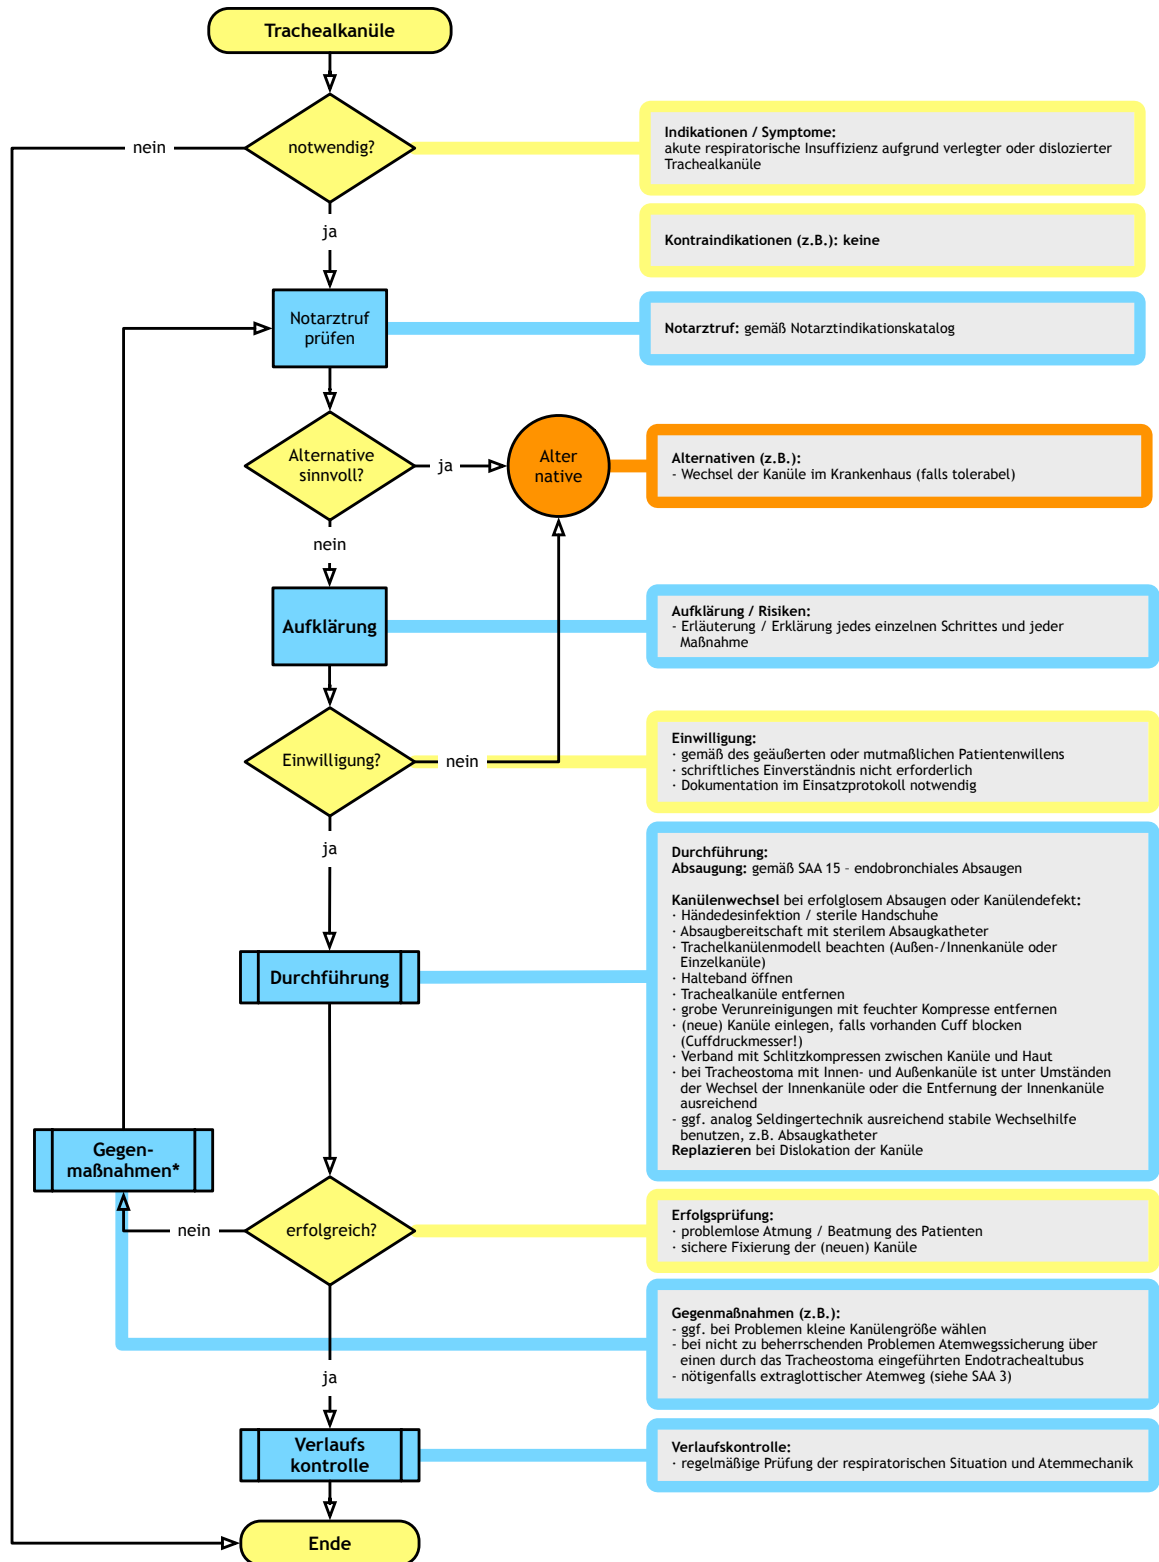 Trachealkanüle
notwendig?
nein
ja
Indikationen / Symptome:
akute respiratorische Insuffizienz aufgrund verlegter oder dislozierter
Trachealkanüle
Kontraindikationen (z.B.): keine
Notarztruf
prüfen
Notarztruf: gemäß Notarztindikationskatalog
Alternative
sinnvoll?
ja
Alter
native
Alternativen (z.B.):
- Wechsel der Kanüle im Krankenhaus (falls tolerabel)
nein
Aufklärung
Aufklärung / Risiken:
- Erläuterung / Erklärung jedes einzelnen Schrittes und jeder
Maßnahme
Einwilligung?
nein
Einwilligung:
· gemäß des geäußerten oder mutmaßlichen Patientenwillens
· schriftliches Einverständnis nicht erforderlich
· Dokumentation im Einsatzprotokoll notwendig
ja
Durchführung
Durchführung:
Absaugung: gemäß SAA 15 - endobronchiales Absaugen
Kanülenwechsel bei erfolglosem Absaugen oder Kanülendefekt:
· Händedesinfektion / sterile Handschuhe
· Absaugbereitschaft mit sterilem Absaugkatheter
· Trachelkanülenmodell beachten (Außen-/Innenkanüle oder
Einzelkanüle)
· Halteband öffnen
· Trachealkanüle entfernen
· grobe Verunreinigungen mit feuchter Kompresse entfernen
· (neue) Kanüle einlegen, falls vorhanden Cuff blocken
(Cuffdruckmesser!)
· Verband mit Schlitzkompressen zwischen Kanüle und Haut
· bei Tracheostoma mit Innen- und Außenkanüle ist unter Umständen
der Wechsel der Innenkanüle oder die Entfernung der Innenkanüle
ausreichend
- ggf. analog Seldingertechnik ausreichend stabile Wechselhilfe
benutzen, z.B. Absaugkatheter
Replazieren bei Dislokation der Kanüle
Gegen-
maßnahmen*
nein
erfolgreich?
Erfolgsprüfung:
· problemlose Atmung / Beatmung des Patienten
· sichere Fixierung der (neuen) Kanüle
Gegenmaßnahmen (z.B.):
- ggf. bei Problemen kleine Kanülengröße wählen
- bei nicht zu beherrschenden Problemen Atemwegssicherung über
einen durch das Tracheostoma eingeführten Endotrachealtubus
- nötigenfalls extraglottischer Atemweg (siehe SAA 3)
ja
Verlaufs
kontrolle
Verlaufskontrolle:
· regelmäßige Prüfung der respiratorischen Situation und Atemmechanik
Ende